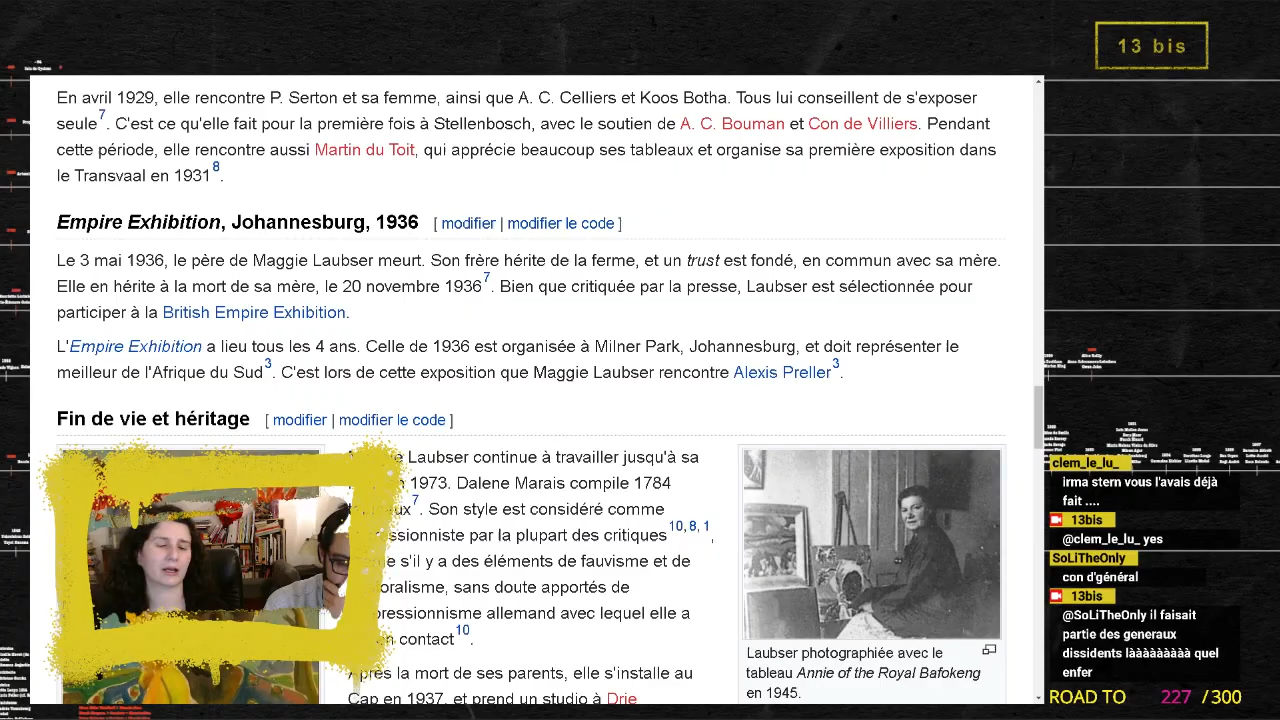 13 bis
En avril 1929, elle rencontre P. Serton et sa femme, ainsi que A. C. Celliers et Koos Botha. Tous lui conseillent de s'exposer
seule7. C'est ce qu'elle fait pour la première fois à Stellenbosch, avec le soutien de A. C. Bouman et Con de Villiers. Pendant
cette période, elle rencontre aussi Martin du Toit, qui apprécie beaucoup ses tableaux et organise sa première exposition dans
le Transvaal en 19318.
Empire Exhibition, Johannesburg, 1936 [ modifier | modifier le code ]
Le 3 mai 1936, le père de Maggie Laubser meurt. Son frère hérite de la ferme, et un trust est fondé, en commun avec sa mère.
Elle en hérite à la mort de sa mère, le 20 novembre 19367. Bien que critiquée par la presse, Laubser est sélectionnée pour
participer à la British Empire Exhibition.
L'Empire Exhibition a lieu tous les 4 ans. Celle de 1936 est organisée à Milner Park, Johannesburg, et doit représenter le
meilleur de l'Afrique du Sud3. C'est lors exposition que Maggie Laubser rencontre Alexis Preller3.
Fin de vie et héritage [ modifier | modifier le code ]
er continue à travailler jusqu'à sa
1973. Dalene Marais compile 1784
ux7. Son style est considéré comme
ssionniste par la plupart des critiques10, 8, 1,
e s'il y a des éléments de fauvisme et de
oralisme, sans doute apportés de
pressionnisme allemand avec lequel elle a
contact10.
près la mort de ses parents, elle s'installe au
Cap en 1937, et prend un studio à Drie
Laubser photographiée avec le
tableau Annie of the Royal Bafokeng
en 1945.
clem_le_lu_
irma stern vous l'avais déjà
fait ....
13bis
@clem_le_lu_ yes
SoLiTheOnly
con d'général
13bis
@SoLiTheOnly il faisait
partie des generaux
dissidents lààààààààà quel
enfer
ROAD TO 227 / 300